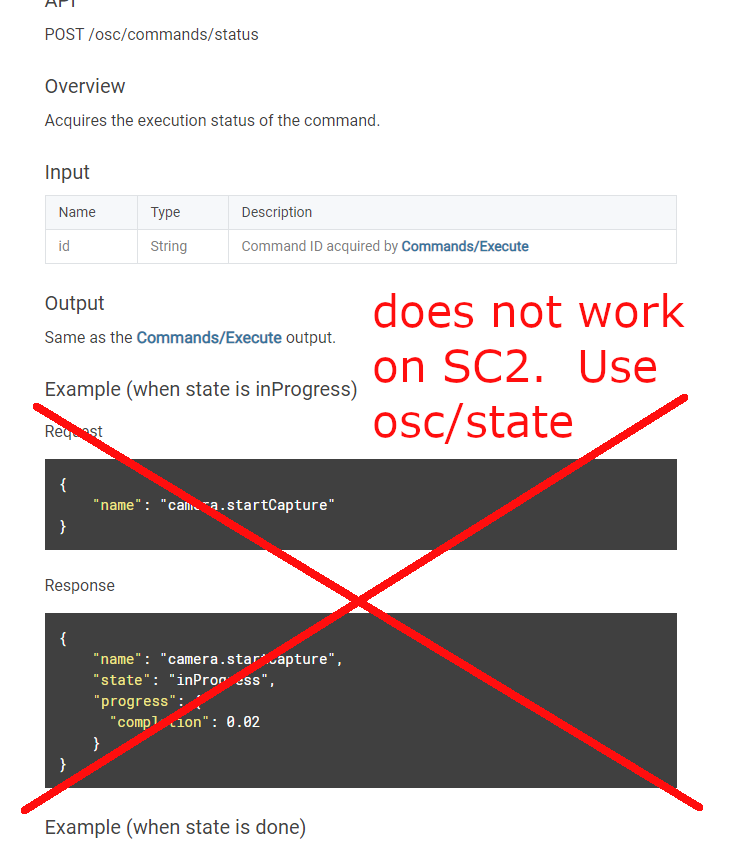 API
POST /osc/commands/status
Overview
Acquires the execution status of the command.
Input
Name Type Description
id String Command ID acquired by Commands/Execute
Output
Same as the Commands/Execute output.
does not work
on SC2. Use
osc/state
Example (when state is inProgress)
Request
{
"name": "camera.startCapture"
}
Response
{
"name": "camera.startCapture",
"state": "inProgress",
"progress": {
"completion": 0.02
}
}
Example (when state is done)